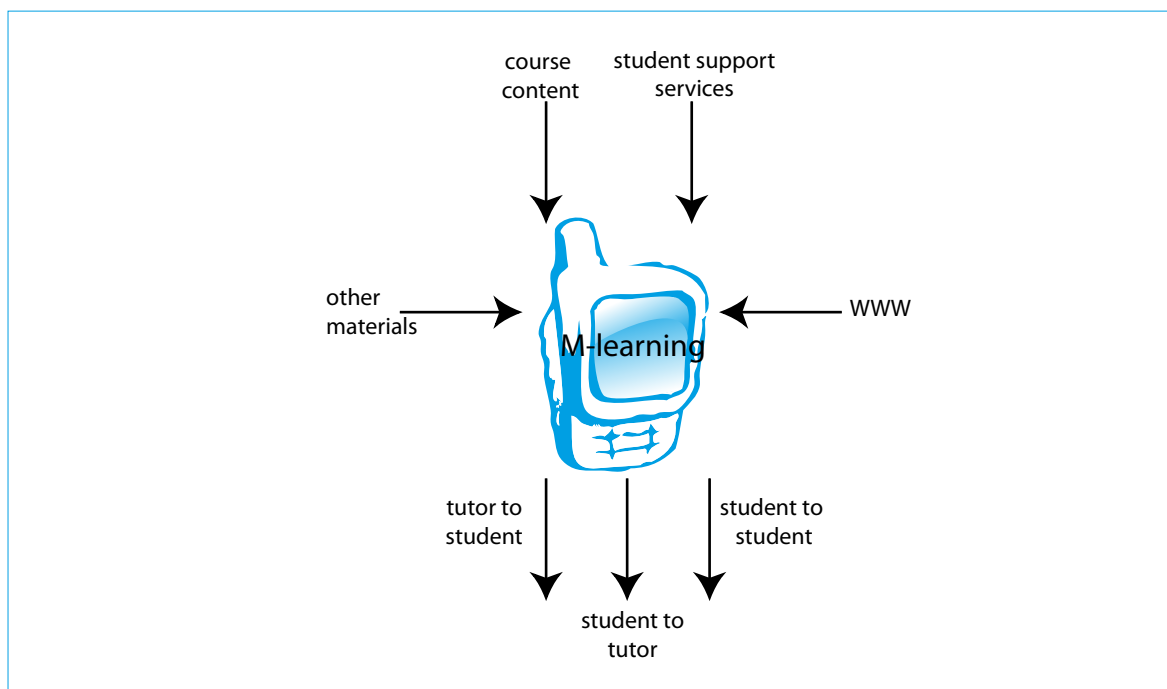 course
content
student support
services
other
materials
WWW
M-learning
tutor to
student
student to
student
student to
tutor